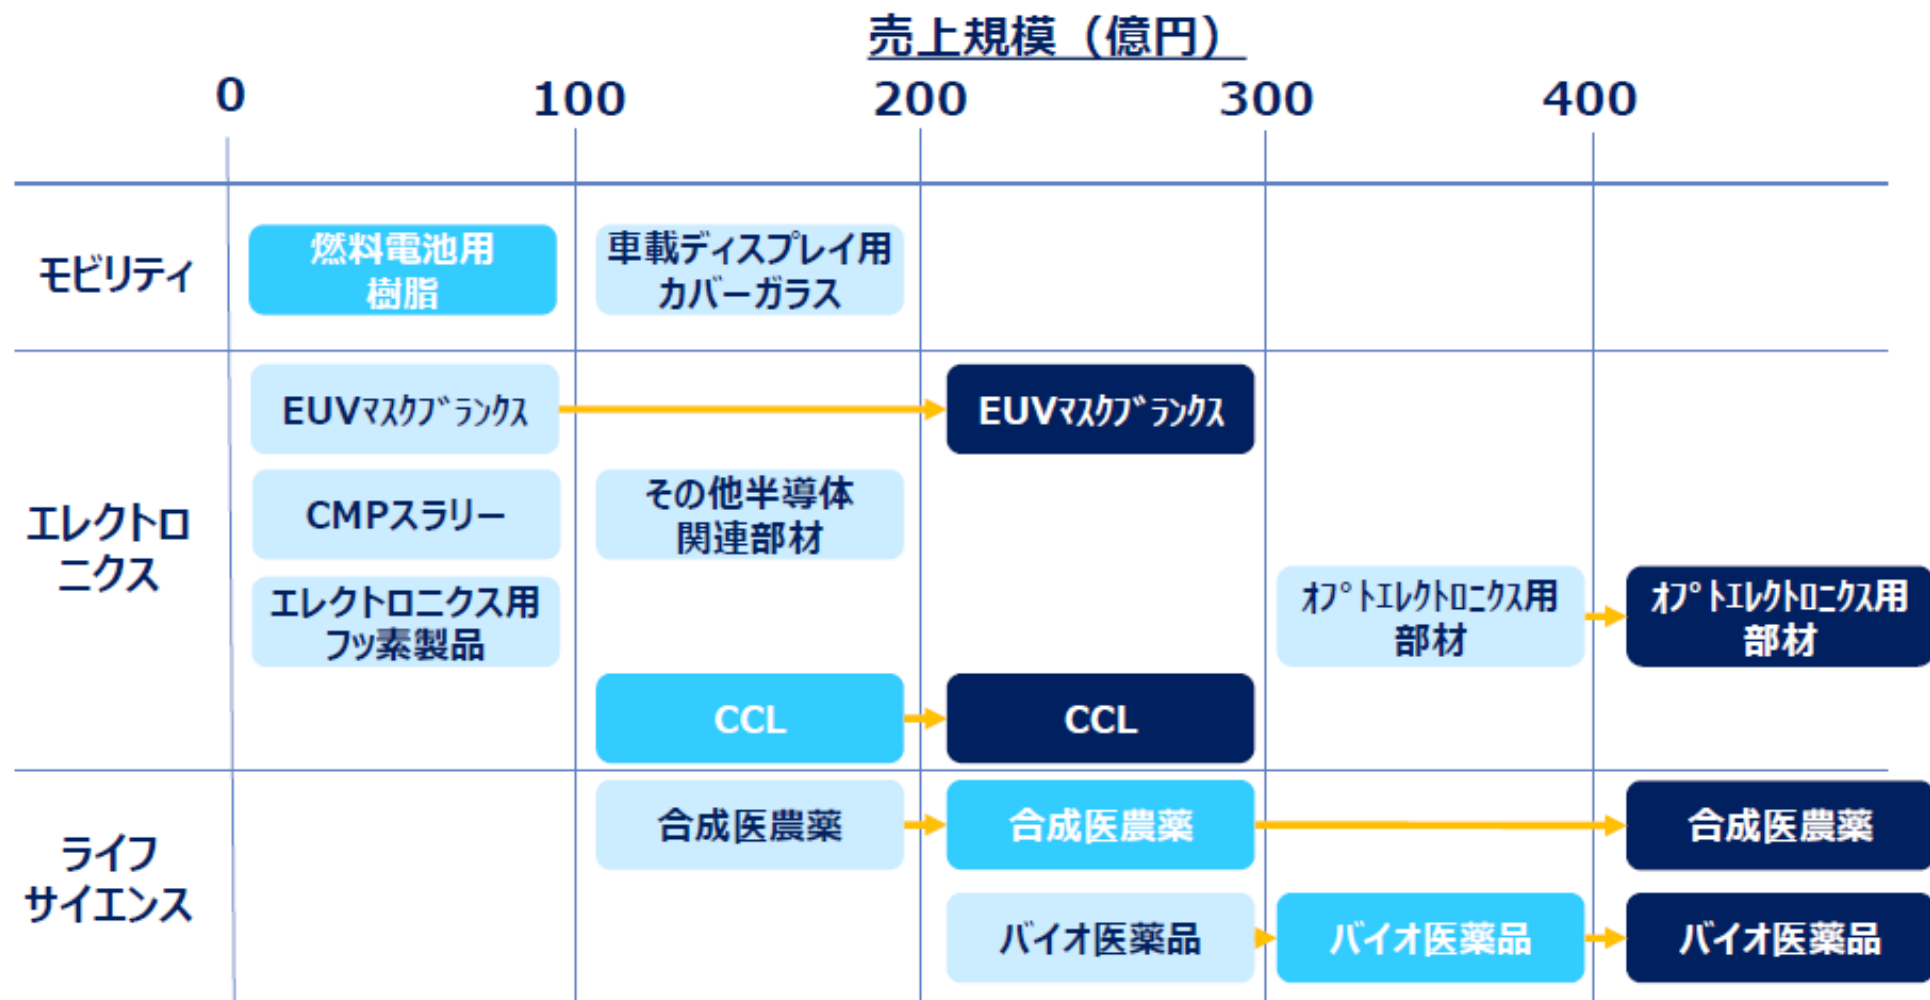 売上規模（億円）
0 100 200 300 400
モビリティ
燃料電池用
樹脂
車載ディスプレイ用
カバーガラス
エレクトロ
ニクス
EUVﾏｽｸﾌﾞﾗﾝｸｽ
EUVﾏｽｸﾌﾞﾗﾝｸｽ
CMPスラリー
その他半導体
関連部材
エレクトロニクス用
フッ素製品
ｵﾌﾟﾄｴﾚｸﾄﾛﾆｸｽ用
部材
ｵﾌﾟﾄｴﾚｸﾄﾛﾆｸｽ用
部材
CCL
CCL
ライフ
サイエンス
合成医農薬
合成医農薬
合成医農薬
バイオ医薬品
バイオ医薬品
バイオ医薬品